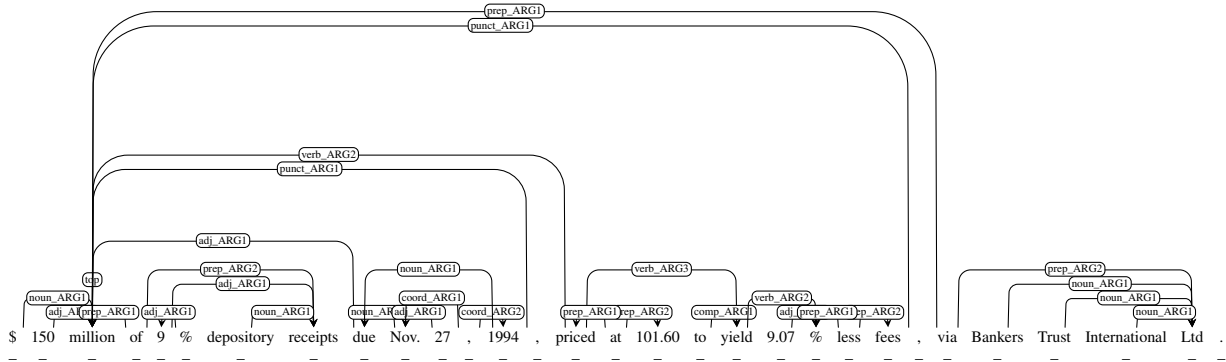 prep_ARG1
punct_ARG1
verb_ARG2
punct_ARG1
adj_ARG1
prep_ARG2 noun_ARG1 verb_ARG3 prep_ARG2
top adj_ARG1 noun_ARG1
noun_ARG1 coord_ARG1 verb_ARG2 noun_ARG1
prep_ARG1 adj_ARG1 noun_ARG1 adj_ARG1 coord_ARG2 prep_ARG1 comp_ARG1 prep_ARG1 noun_ARG1
$ 150 million of 9 % depository receipts due Nov. 27 , 1994 , priced at 101.60 to yield 9.07 % less fees , via Bankers Trust International Ltd .